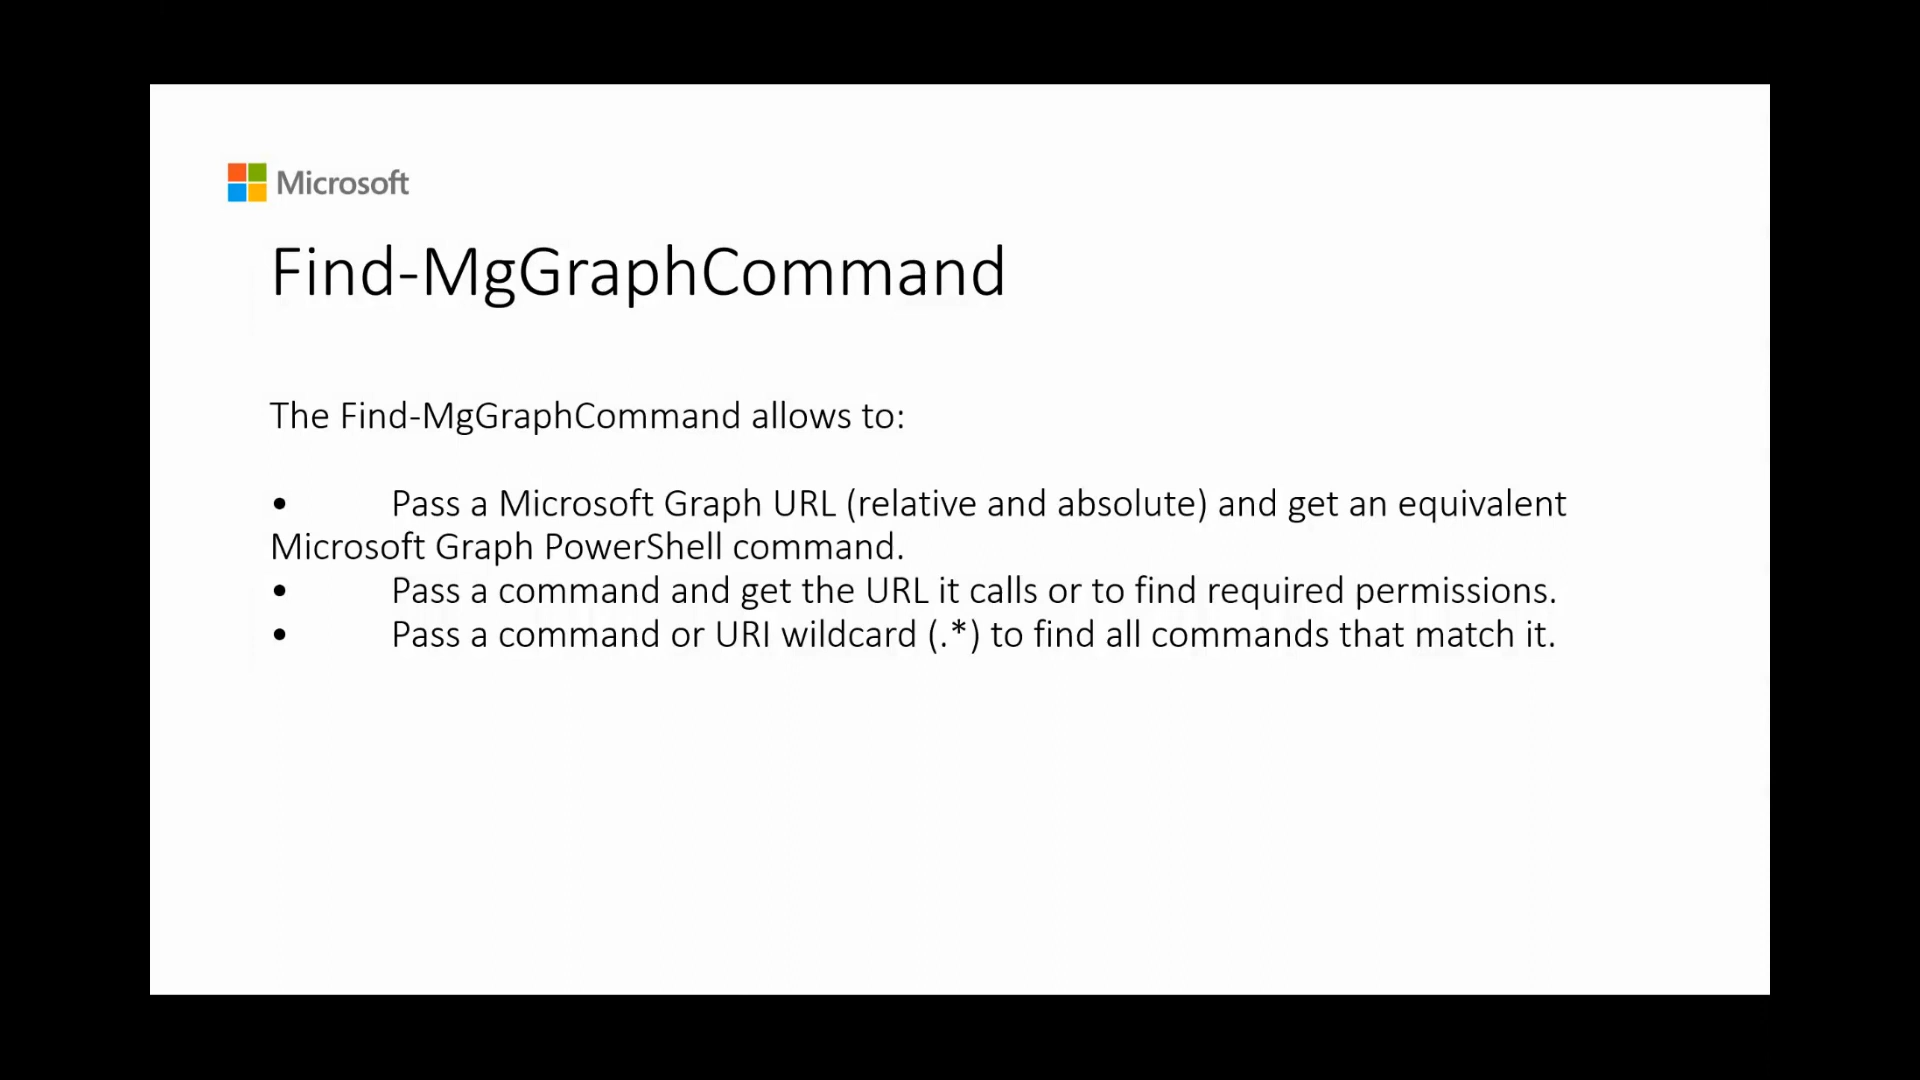 Microsoft
Find-MgGraphCommand
The Find-MgGraphCommand allows to:
• Pass a Microsoft Graph URL (relative and absolute) and get an equivalent
Microsoft Graph PowerShell command.
• Pass a command and get the URL it calls or to find required permissions.
• Pass a command or URI wildcard (.*) to find all commands that match it.